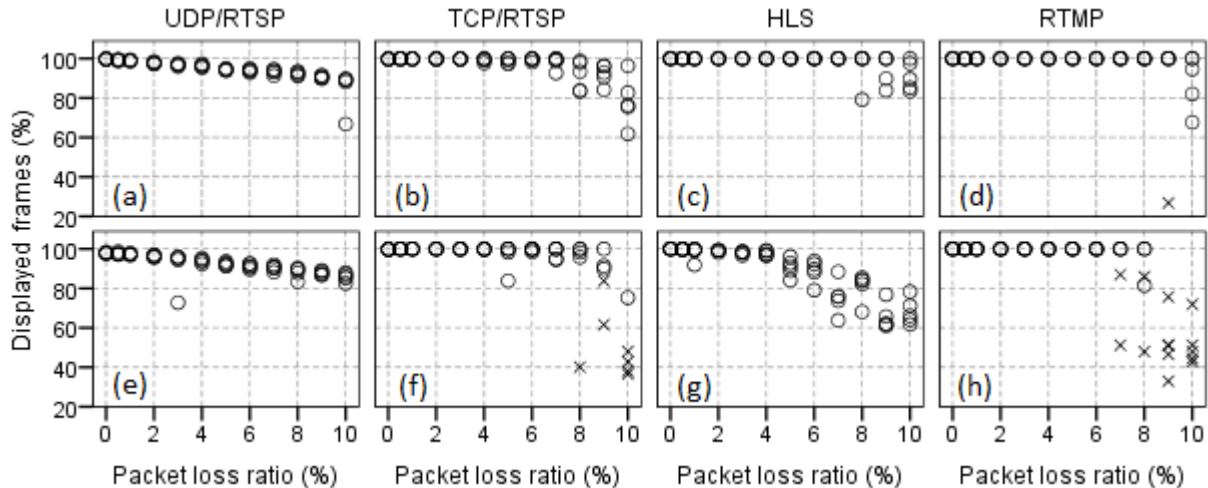 UDP/RTSP TCP/RTSP HLS RTMP
Displayed frames (%)
100
80
60
40
20
(a) (b) (c) (d)
100
80
60
40
20
(e) (f) (g) (h)
0 2 4 6 8 10 0 2 4 6 8 10 0 2 4 6 8 10 0 2 4 6 8 10
Packet loss ratio (%) Packet loss ratio (%) Packet loss ratio (%) Packet loss ratio (%)